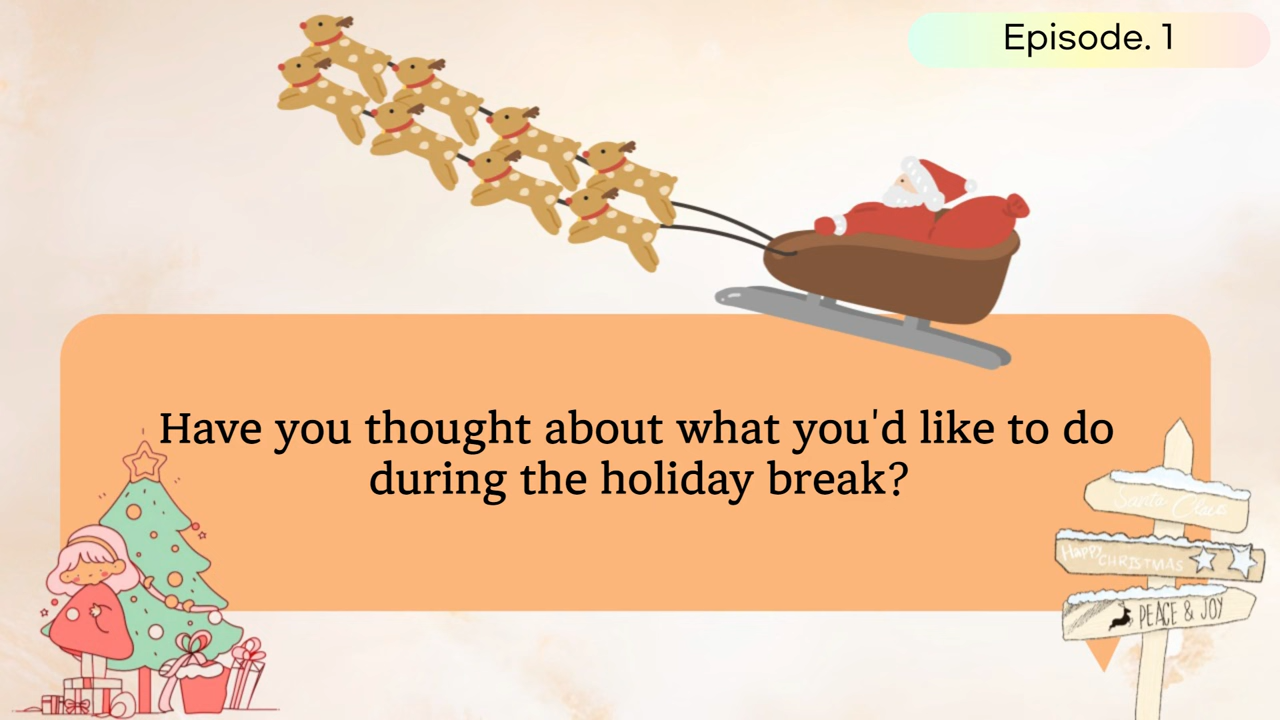 Episode. 1
Have you thought about what you'd like to do
during the holiday break?
Santa Claus
Happy
CHRISTMAS
PEACE & JOY